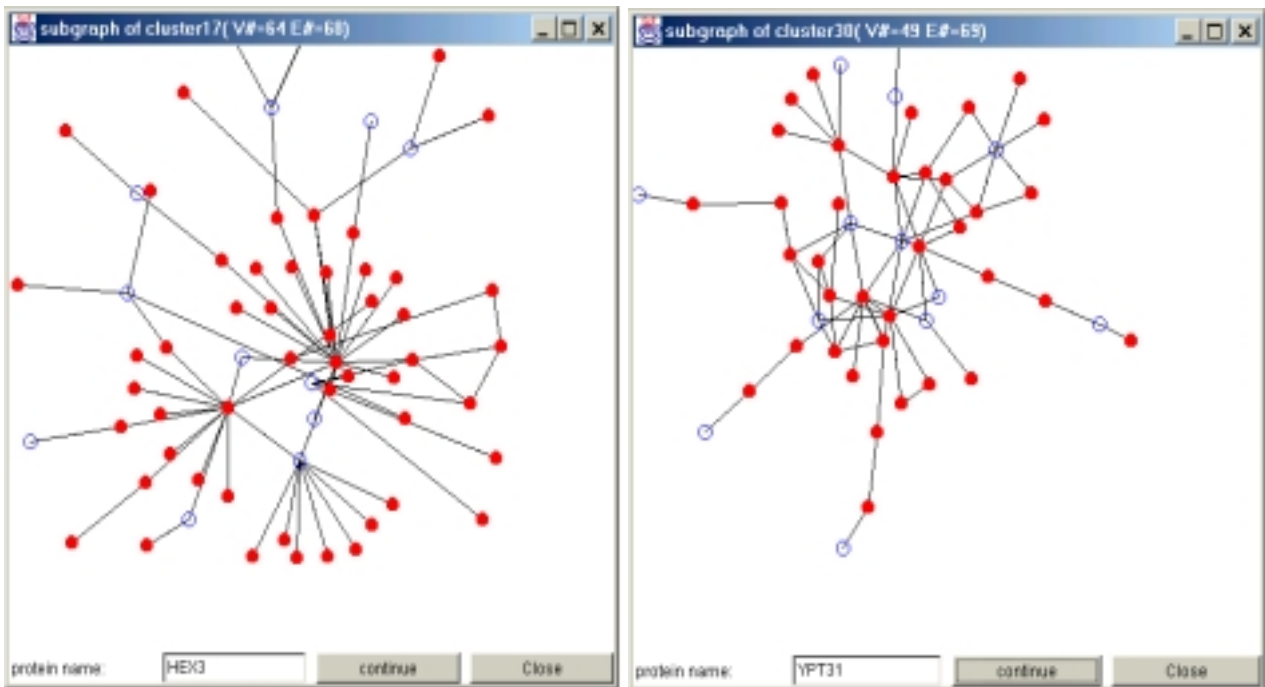 subgraph of cluster17( V#=64 E#=68)
protein name: HEX3 continue Close
subgraph of cluster30( V#=49 E#=69)
protein name: YPT31 continue Close